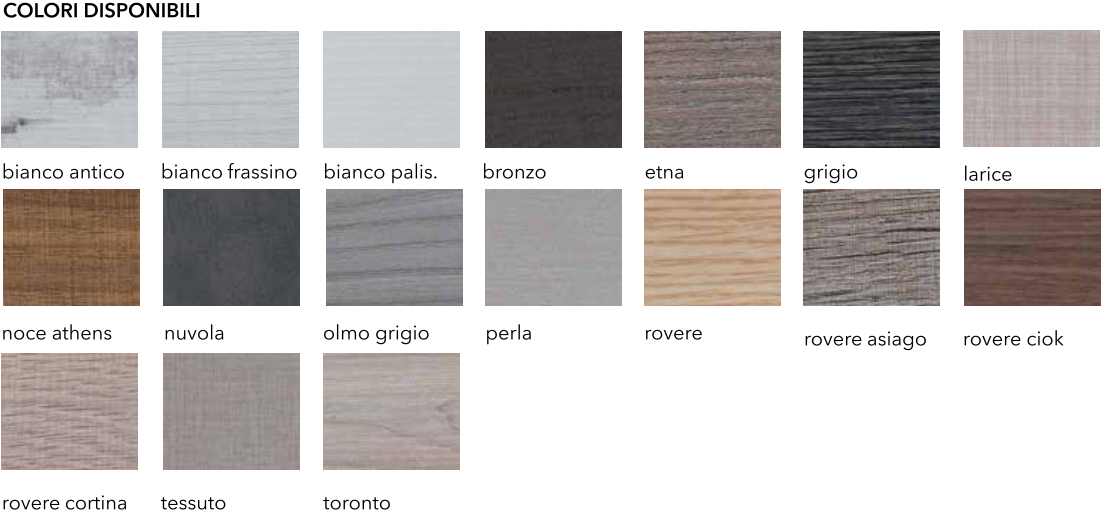 COLORI DISPONIBILI
bianco antico
bianco frassino
bianco palis.
bronzo
etna
grigio
larice
noce athens
nuvola
olmo grigio
perla
rovere
rovere asiago
rovere ciok
rovere cortina
tessuto
toronto